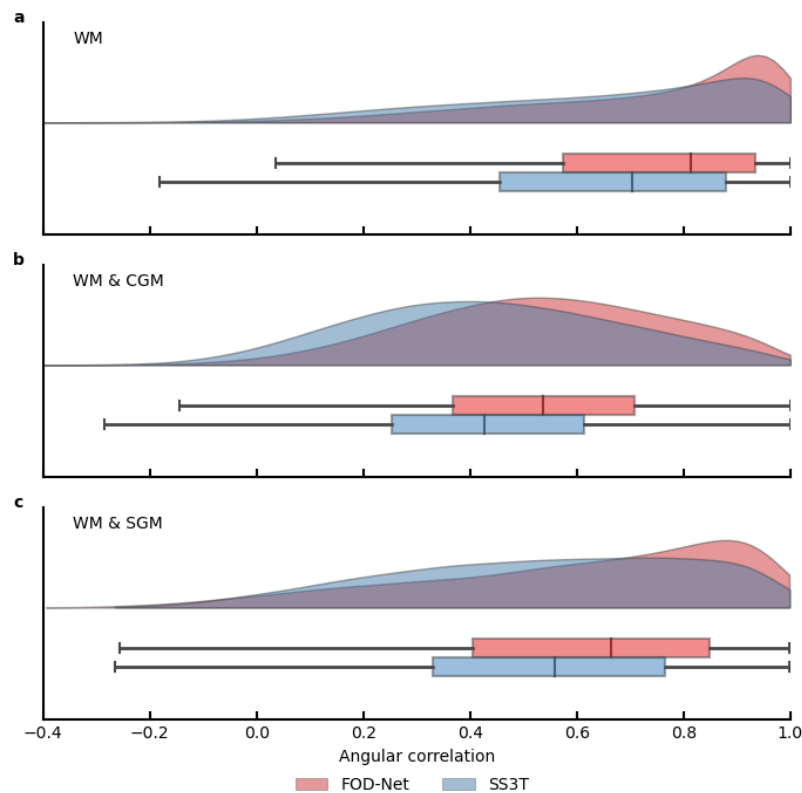 a
WM
b
WM & CGM
c
WM & SGM
−0.4 −0.2 0.0 0.2 0.4 0.6 0.8 1.0
Angular correlation
FOD-Net SS3T